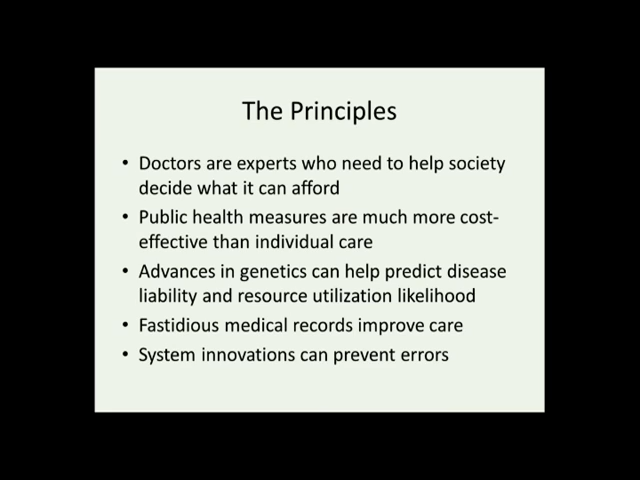 The Principles
• Doctors are experts who need to help society
decide what it can afford
• Public health measures are much more cost-
effective than individual care
• Advances in genetics can help predict disease
liability and resource utilization likelihood
• Fastidious medical records improve care
• System innovations can prevent errors